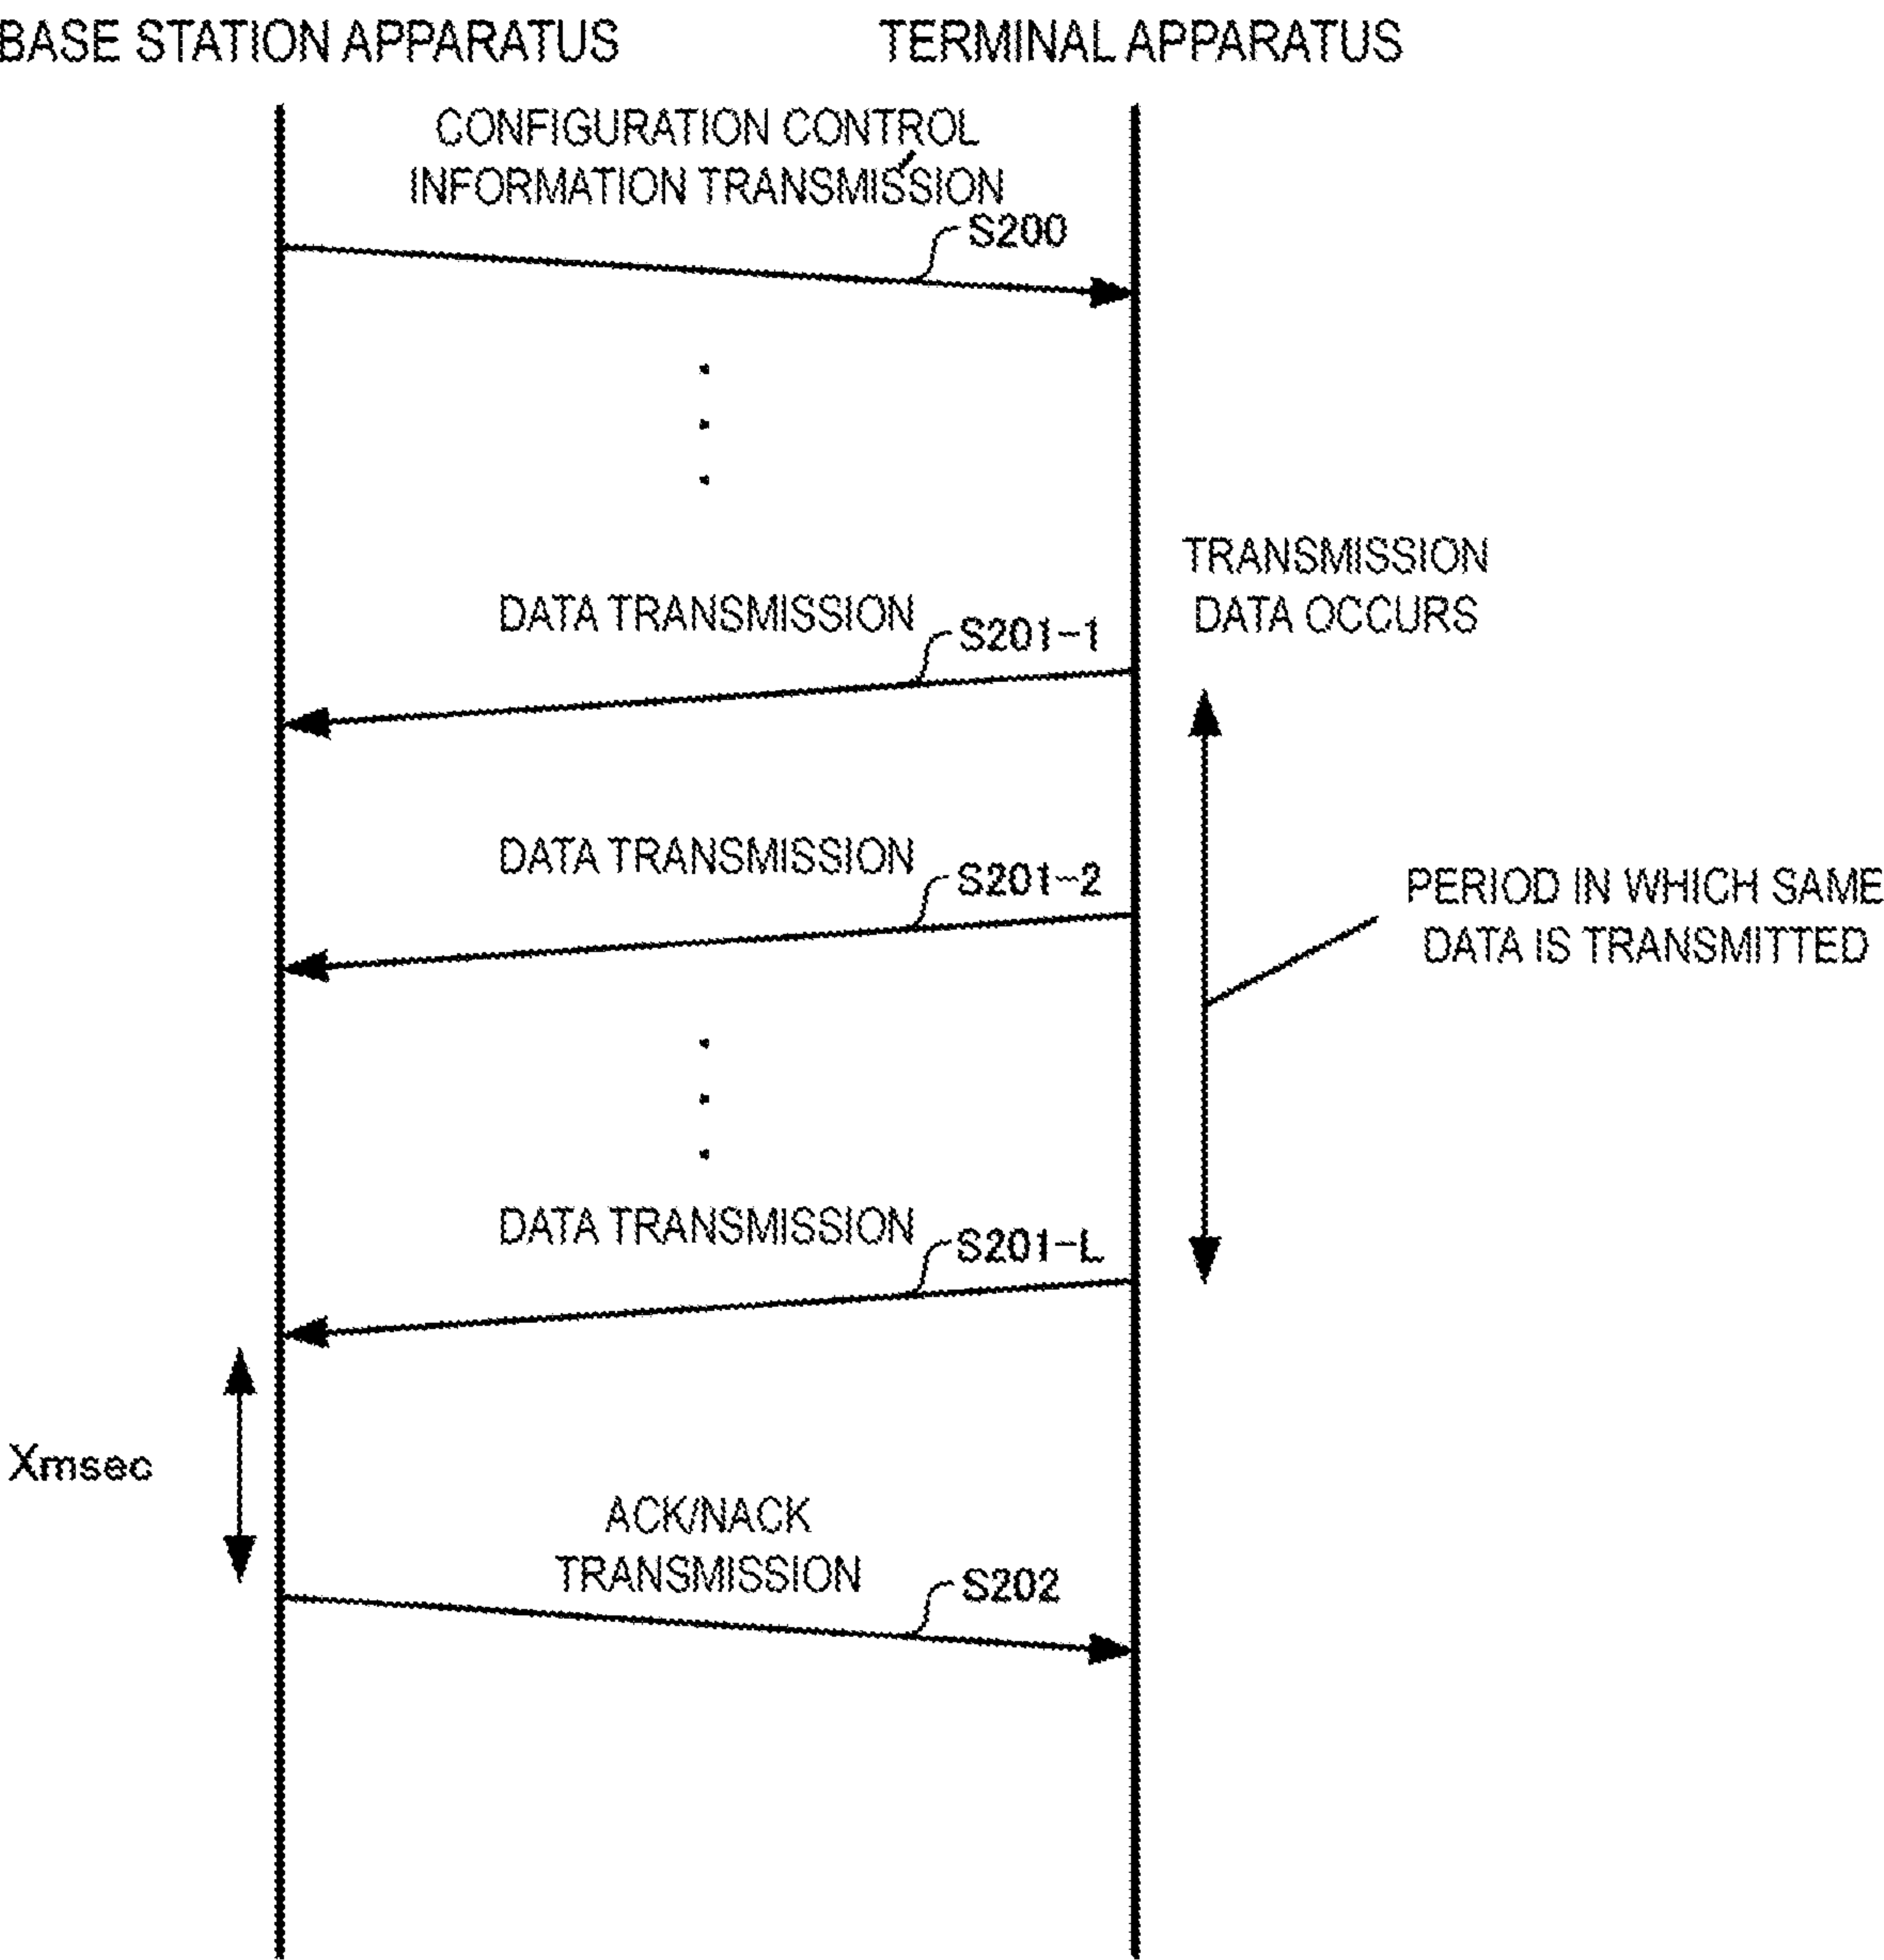 BASE STATION APPARATUS
TERMINAL APPARATUS
CONFIGURATION CONTROL
INFORMATION TRANSMISSION
S200
TRANSMISSION
DATA OCCURS
DATA TRANSMISSION
S201-1
DATA TRANSMISSION
S201-2
PERIOD IN WHICH SAME
DATA IS TRANSMITTED
DATA TRANSMISSION
S201-L
Xmsec
ACK/NACK
TRANSMISSION
S202